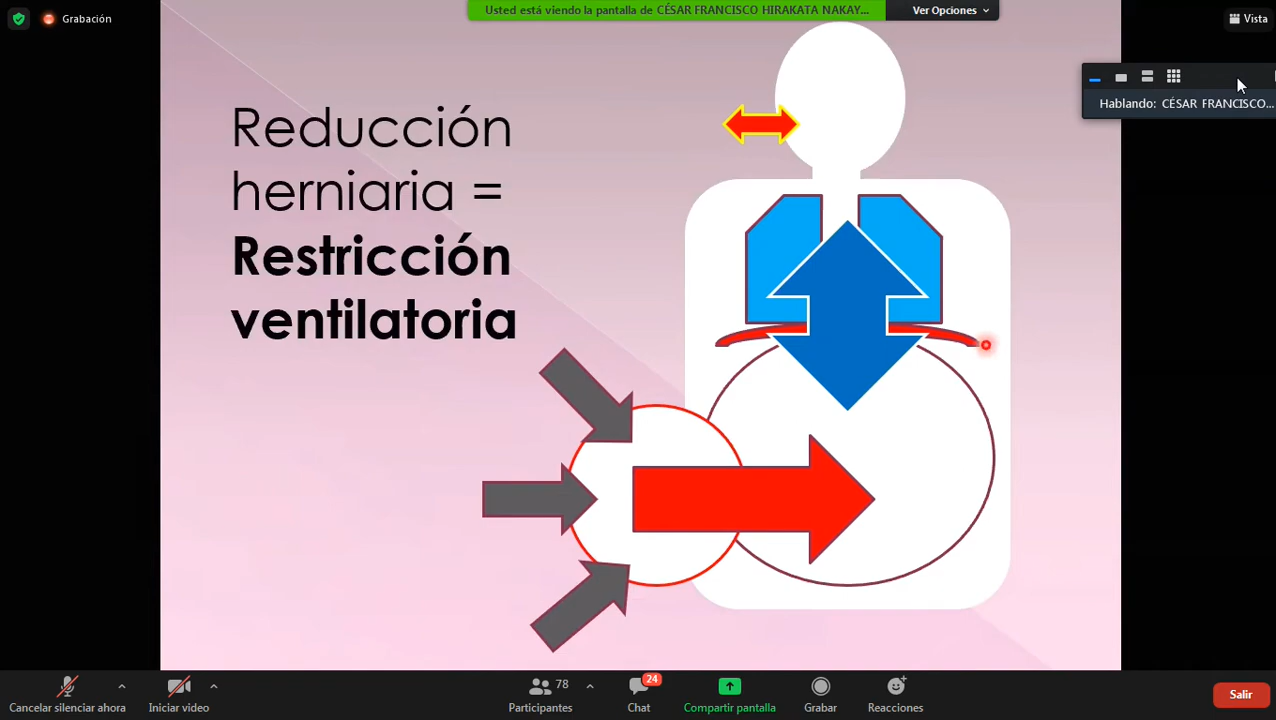 Grabación
Usted está viendo la pantalla de CÉSAR FRANCISCO HIRAKATA NAKAY...
Ver Opciones
Vista
Hablando: CÉSAR FRANCISCO...
Reducción
herniaria =
Restricción
ventilatoria
Cancelar silenciar ahora
Iniciar video
78
Participantes
24
Chat
Compartir pantalla
Grabar
Reacciones
Salir